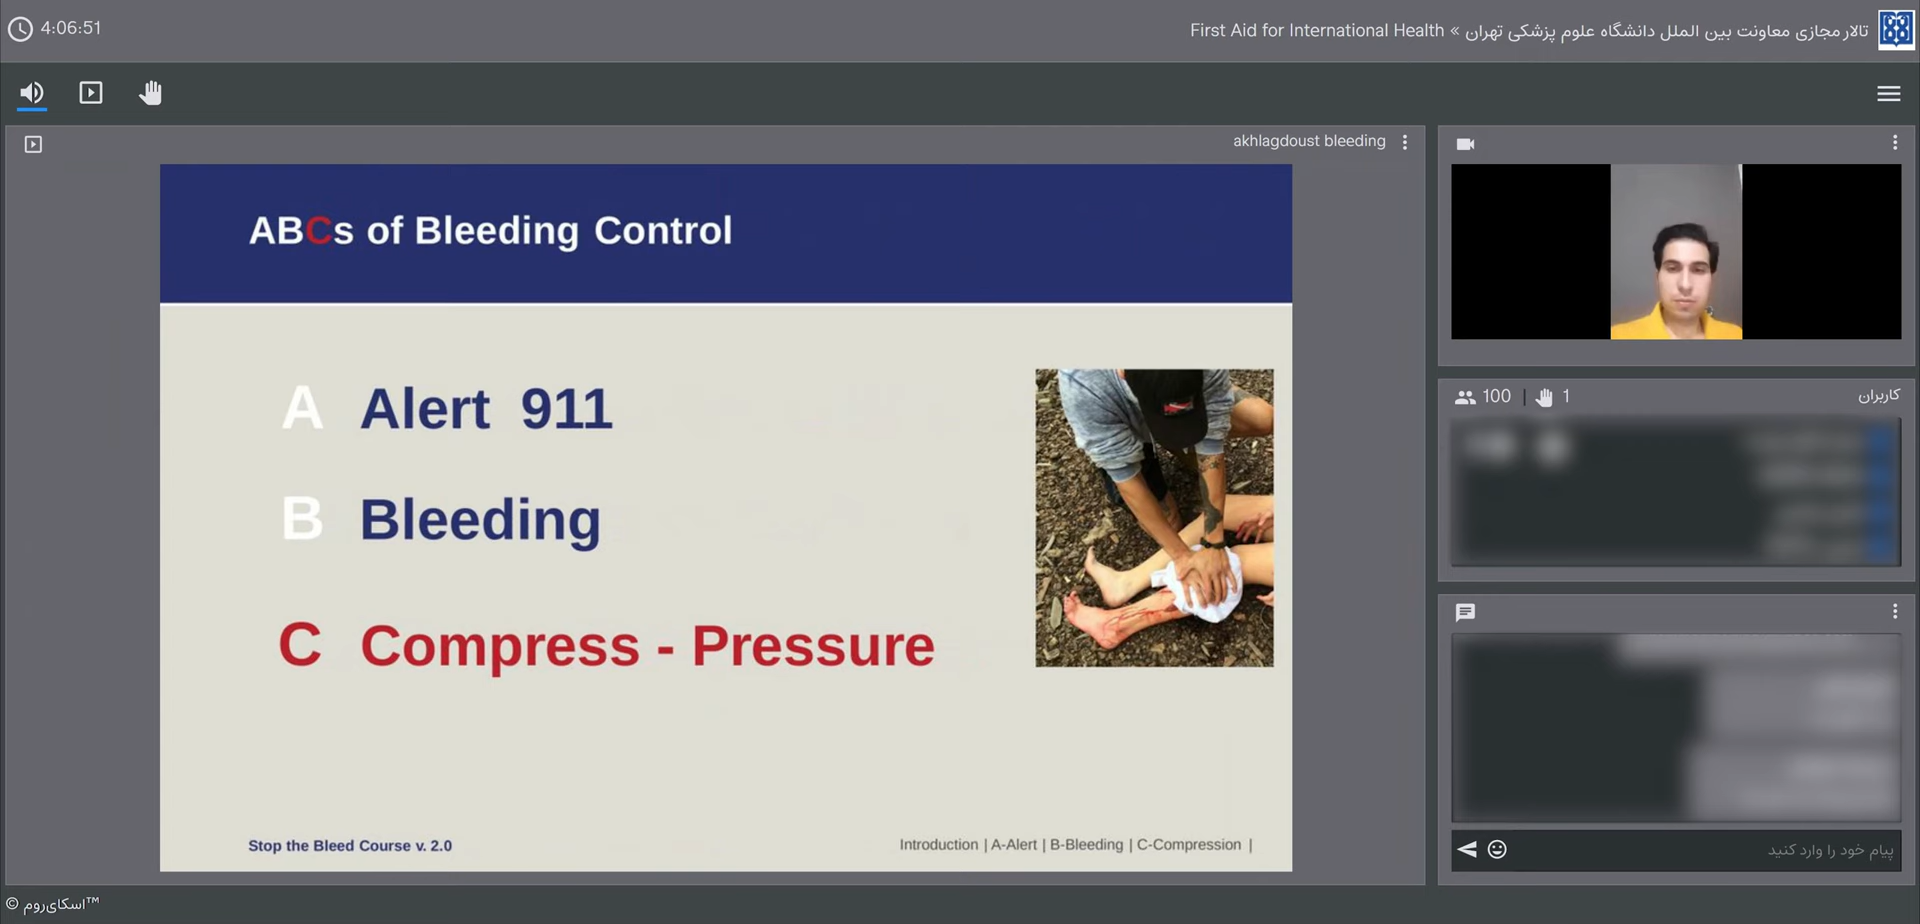 4:06:51
تالار مجازی معاونت بین الملل دانشگاه علوم پزشکی تهران » First Aid for International Health
akhlagdoust bleeding
ABCs of Bleeding Control
A Alert 911
B Bleeding
C Compress - Pressure
Stop the Bleed Course v. 2.0
Introduction | A-Alert | B-Bleeding | C-Compression |
100 | 1
کاربران
پیام خود را وارد کنید
© اسکای‌روم™